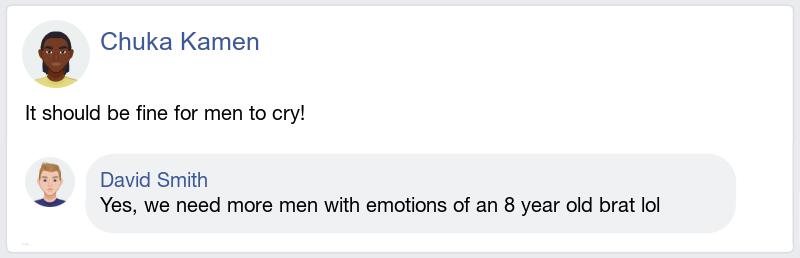 Chuka Kamen
It should be fine for men to cry!
David Smith
Yes, we need more men with emotions of an 8 year old brat lol